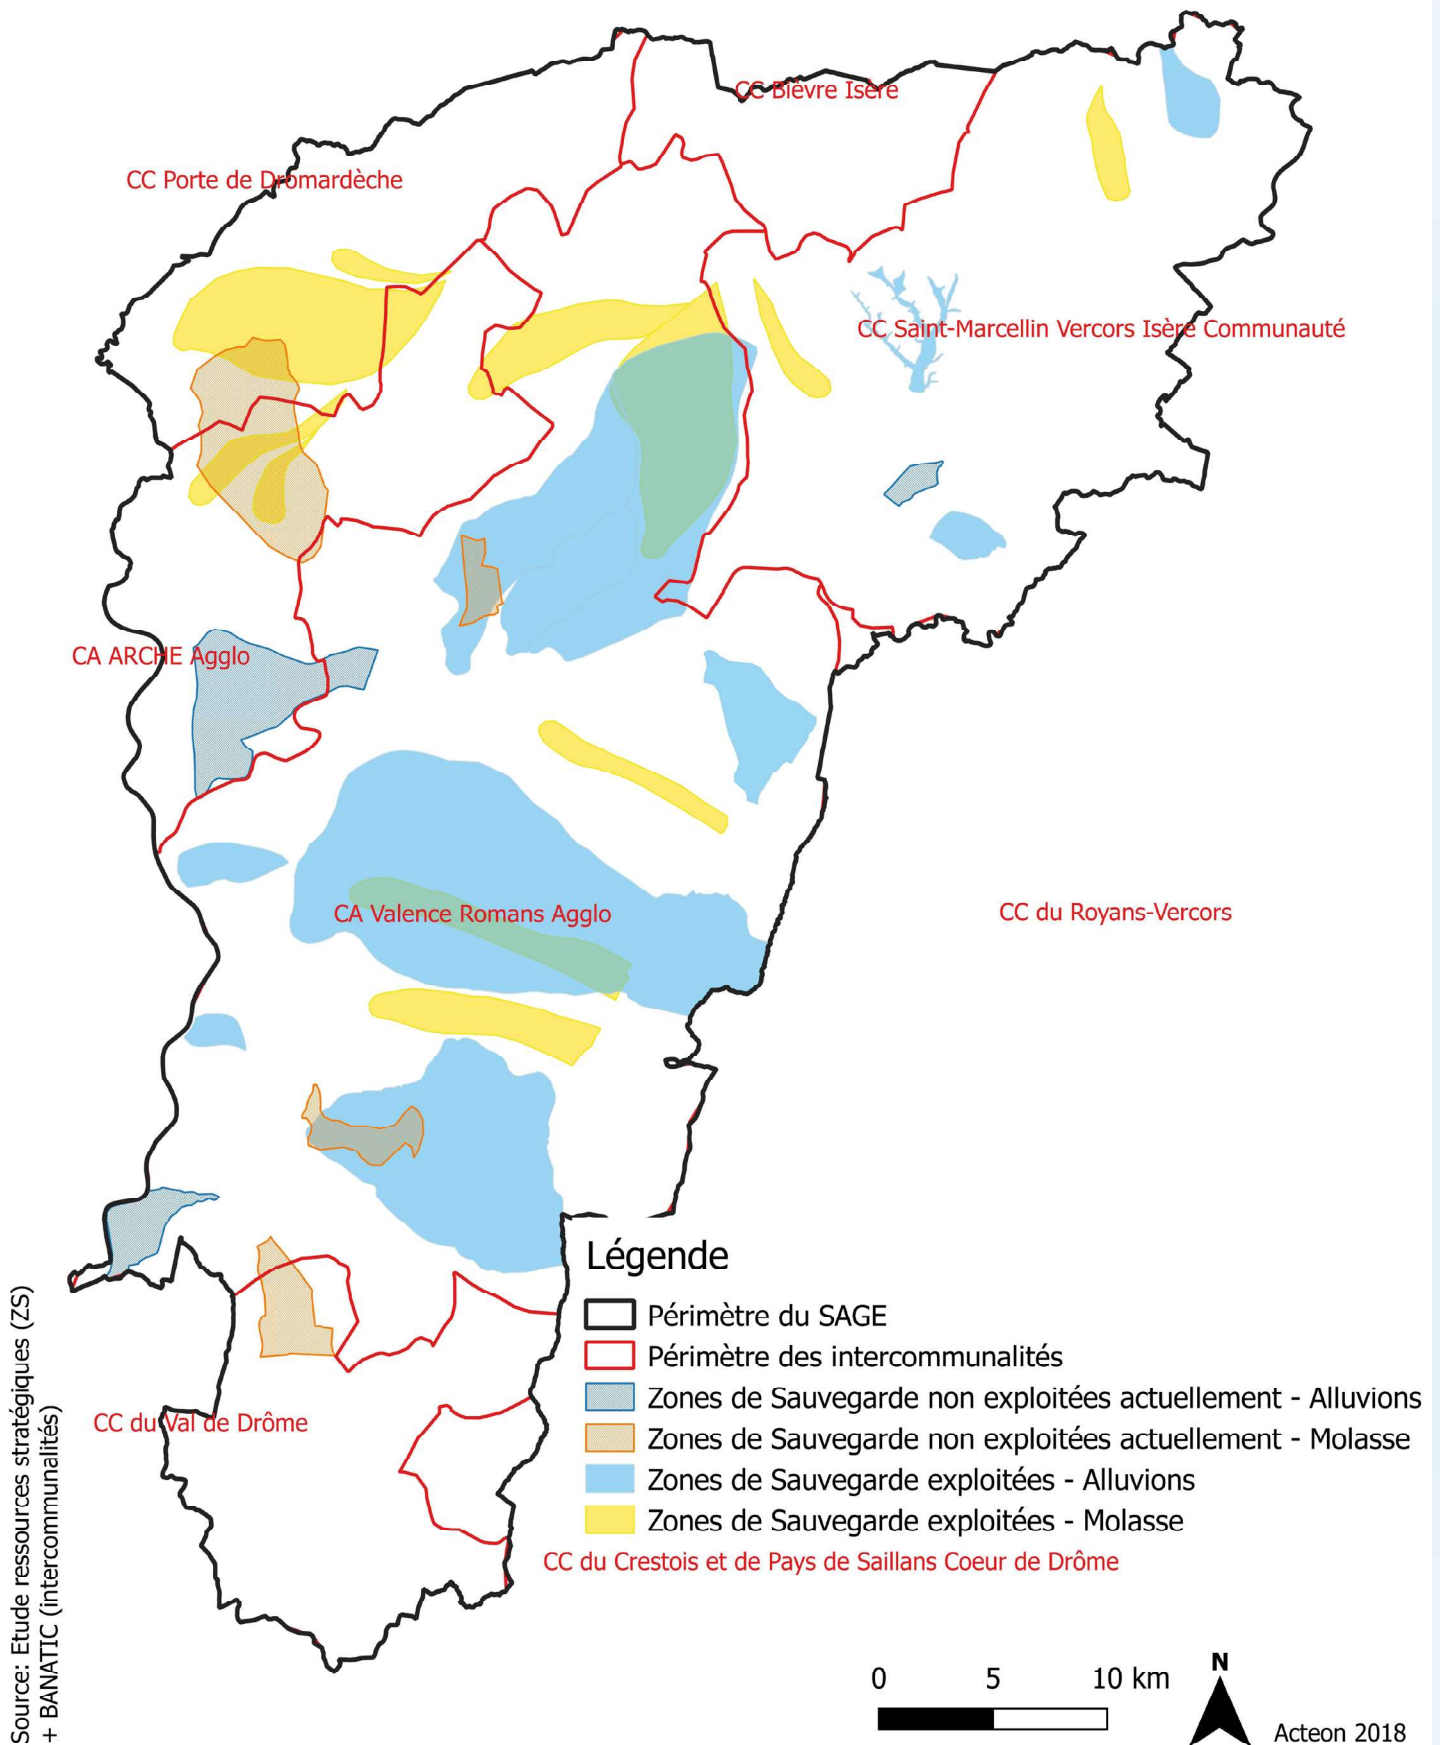 CC Bièvre Isère
CC Porte de Dromardèche
CC Saint-Marcellin Vercors Isère Communauté
CA ARCHE Agglo
CA Valence Romans Agglo
CC du Royans-Vercors
Légende
Périmètre du SAGE
Périmètre des intercommunalités
Zones de Sauvegarde non exploitées actuellement - Alluvions
CC du Val de Drôme
Zones de Sauvegarde non exploitées actuellement - Molasse
Zones de Sauvegarde exploitées - Alluvions
Zones de Sauvegarde exploitées - Molasse
CC du Crestois et de Pays de Saillans Coeur de Drôme
Source: Etude ressources stratégiques (ZS)
+ BANATIC (intercommunalités)
0 5 10 km
N
Acteon 2018